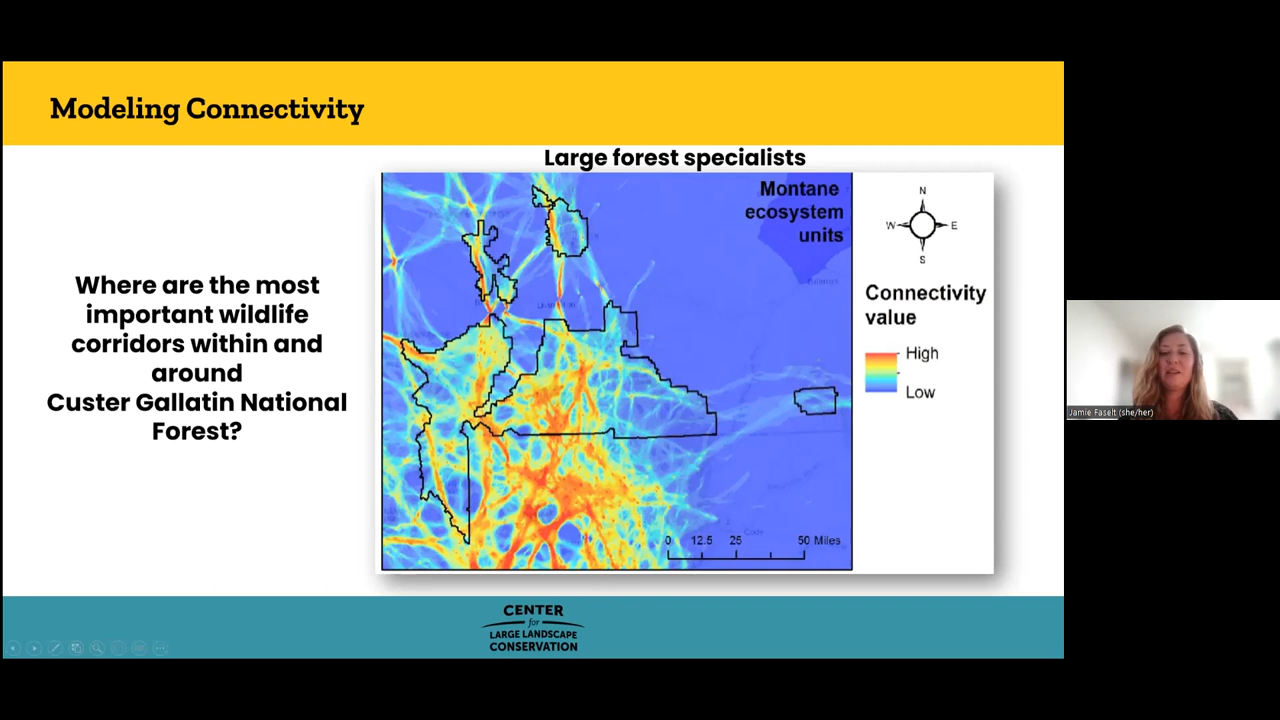 Modeling Connectivity
Large forest specialists
Where are the most
important wildlife
corridors within and
around
Custer Gallatin National
Forest?
Montane
ecosystem
units
N
W
E
S
Connectivity
value
High
Low
0 12.5 25 50 Miles
Cody
CENTER
for
LARGE LANDSCAPE
CONSERVATION
Jamie Faselt (she/her)